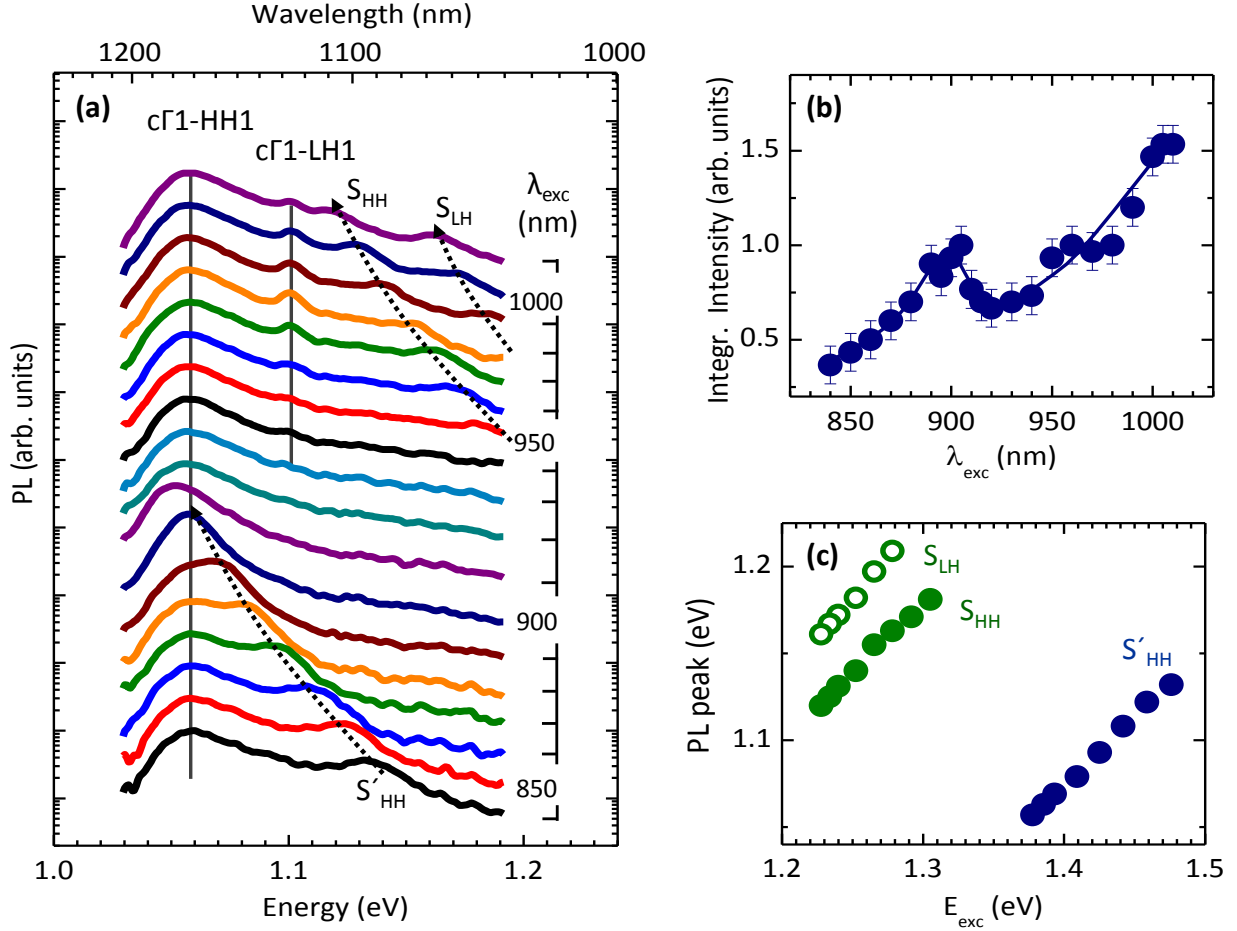 Wavelength (nm)
1200
1100
1000
(a)
cΓ1-HH1
cΓ1-LH1
S_HH
S_LH
λ_exc
(nm)
1000
950
900
850
S´_HH
PL (arb. units)
1.0
1.1
1.2
Energy (eV)
(b)
Integr. Intensity (arb. units)
1.5
1.0
0.5
850
900
950
1000
λ_exc (nm)
(c)
S_LH
S_HH
S´_HH
PL peak (eV)
1.2
1.1
1.2
1.3
1.4
1.5
E_exc (eV)